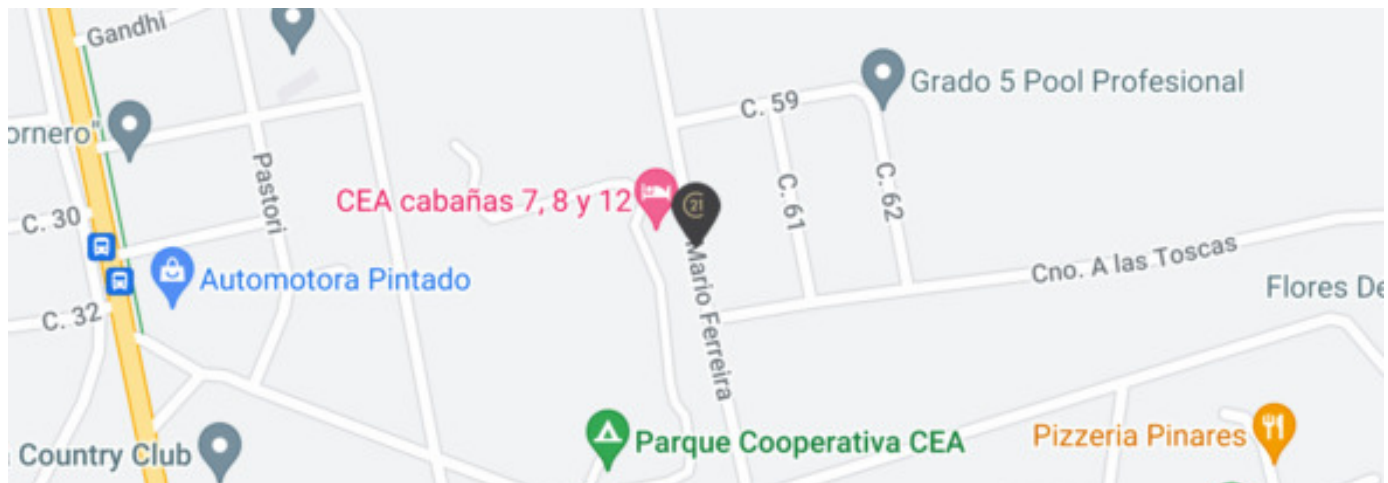 Gandhi
C. 59
Grado 5 Pool Profesional
ornero"
Pastori
CEA cabañas 7, 8 y 12
21
C. 61
C. 62
C. 30
Mario Ferreira
Cno. A las Toscas
Automotora Pintado
Flores De
C. 32
Parque Cooperativa CEA
Pizzeria Pinares
Country Club